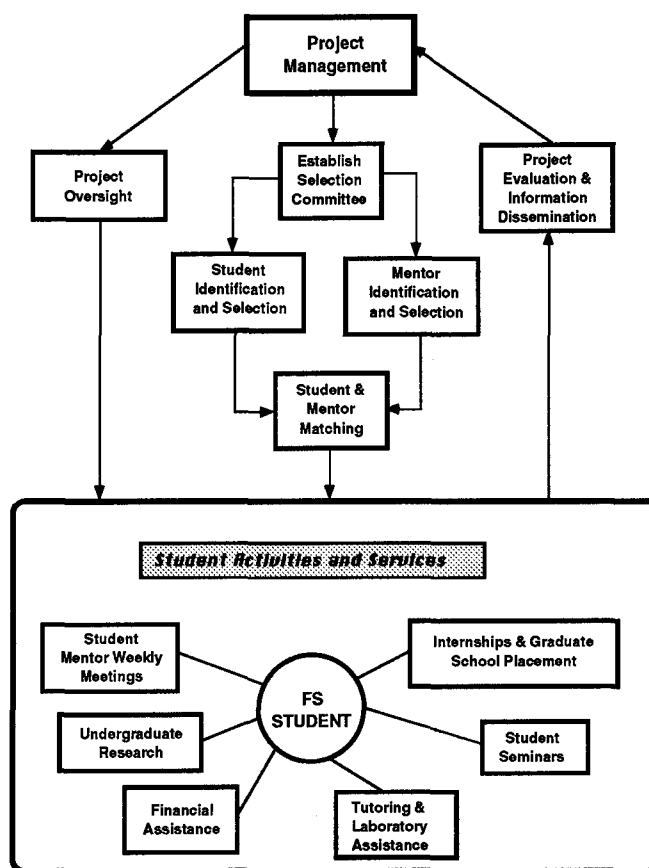 Project
Management
Project
Oversight
Establish
Selection
Committee
Project
Evaluation &
Information
Dissemination
Student
Identification
and Selection
Mentor
Identification
and Selection
Student &
Mentor
Matching
Student Activities and Services
Student
Mentor Weekly
Meetings
Internships & Graduate
School Placement
FS
STUDENT
Undergraduate
Research
Student
Seminars
Financial
Assistance
Tutoring &
Laboratory
Assistance